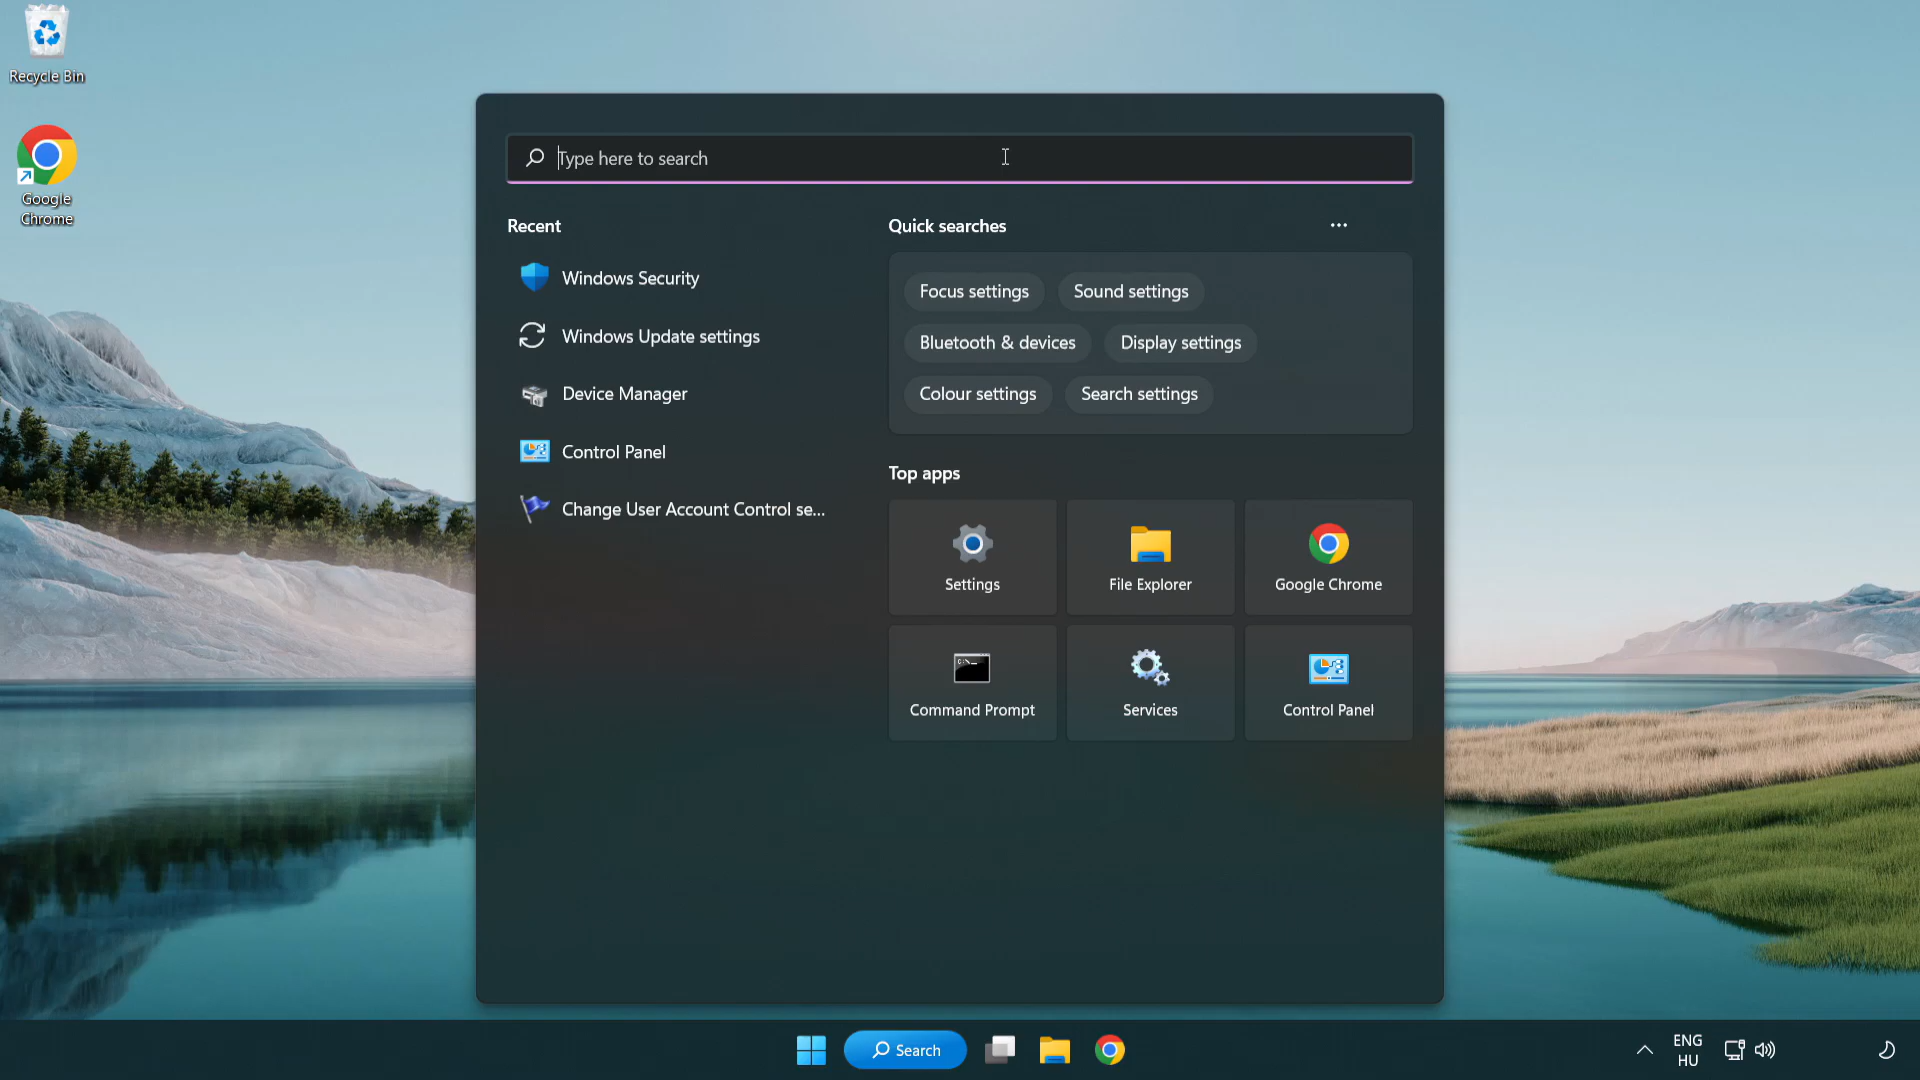 Recycle Bin
Google
Chrome
Type here to search
Recent
Windows Security
Windows Update settings
Device Manager
Control Panel
Change User Account Control se...
Quick searches
Focus settings
Sound settings
Bluetooth & devices
Display settings
Colour settings
Search settings
Top apps
Settings
File Explorer
Google Chrome
Command Prompt
Services
Control Panel
Search
ENG
HU